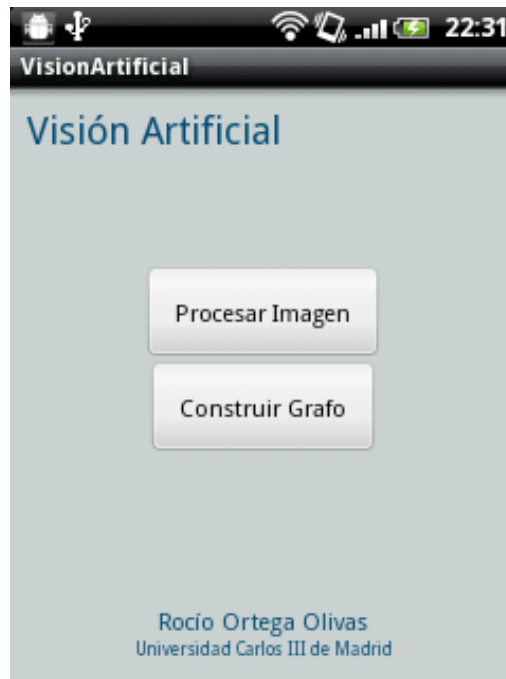 22:31
VisionArtificial
Visión Artificial
Procesar Imagen
Construir Grafo
Rocío Ortega Olivas
Universidad Carlos III de Madrid